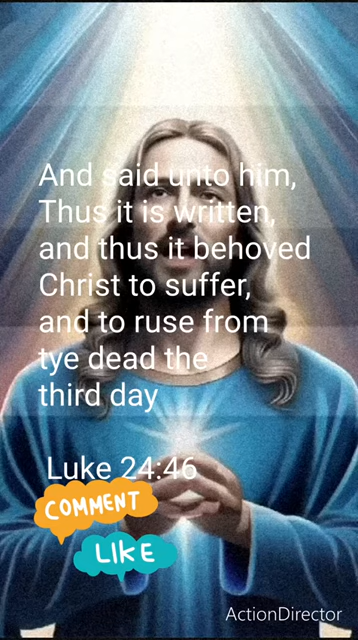 And said unto him,
Thus it is written,
and thus it behoved
Christ to suffer,
and to ruse from
tye dead the
third day
Luke 24:46
COMMENT
LIKE
ActionDirector